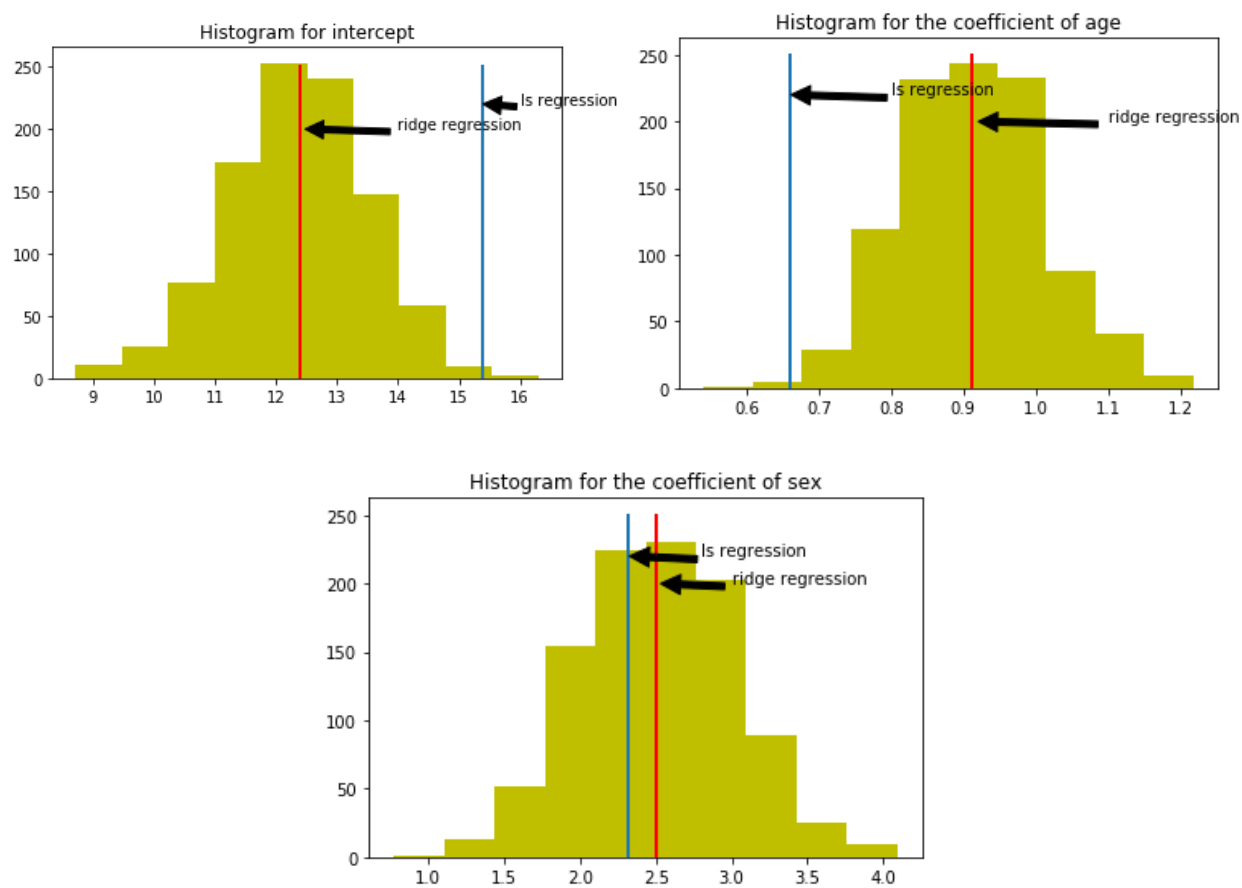 Histogram for intercept
250
200
150
100
50
0
9 10 11 12 13 14 15 16
ls regression
ridge regression
Histogram for the coefficient of age
250
200
150
100
50
0
0.6 0.7 0.8 0.9 1.0 1.1 1.2
ls regression
ridge regression
Histogram for the coefficient of sex
250
200
150
100
50
0
1.0 1.5 2.0 2.5 3.0 3.5 4.0
ls regression
ridge regression